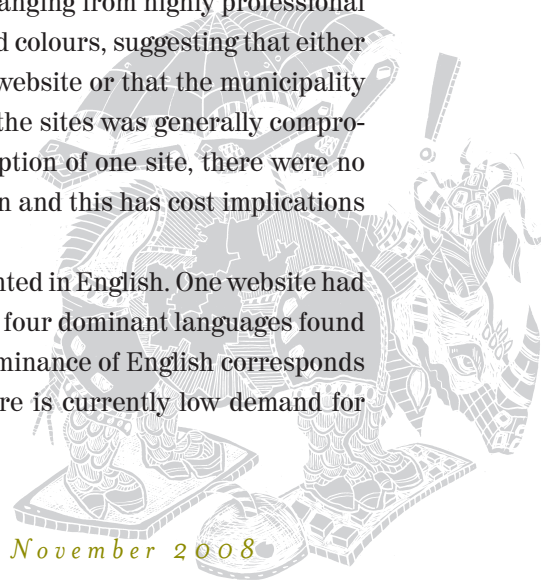 anging from highly professional
d colours, suggesting that either
website or that the municipality
the sites was generally compro-
ption of one site, there were no
n and this has cost implications
nted in English. One website had
four dominant languages found
minance of English corresponds
re is currently low demand for
November 2008